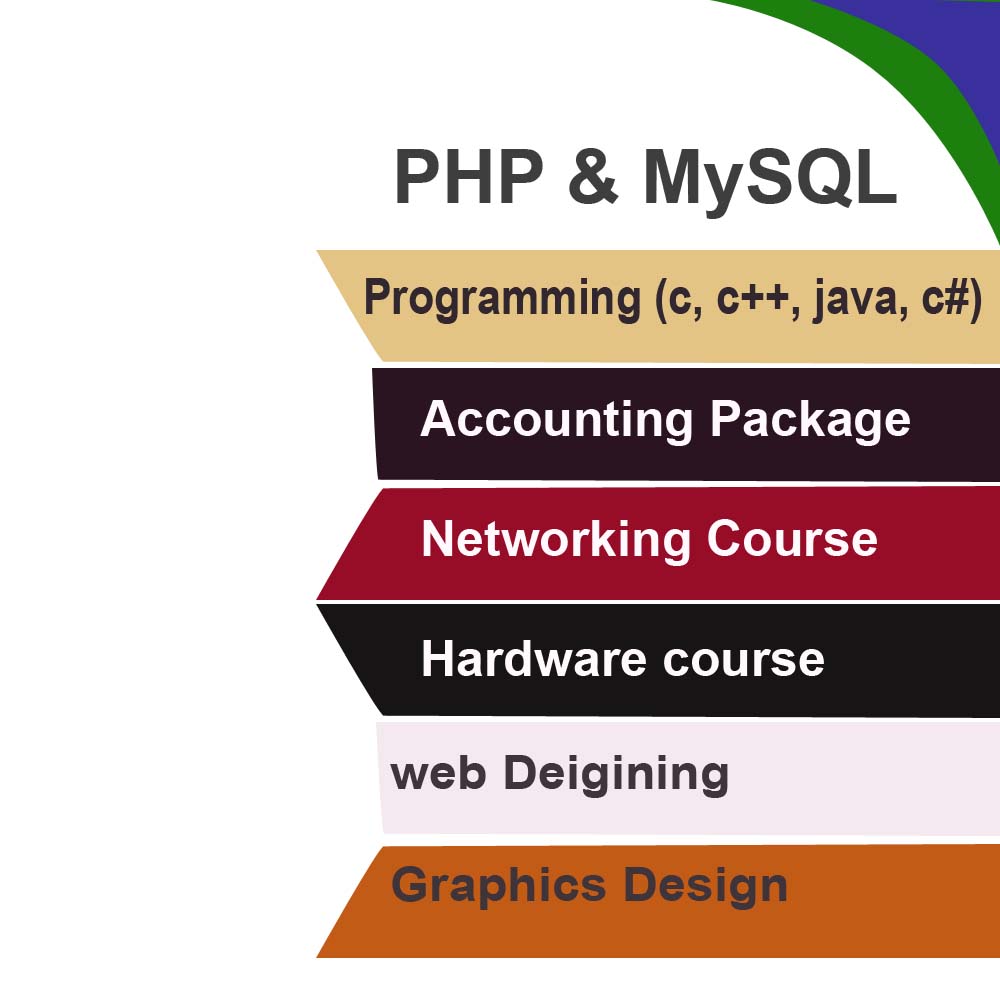 PHP & MySQL
Programming (c, c++, java, c#)
Accounting Package
Networking Course
Hardware course
web Deigining
Graphics Design